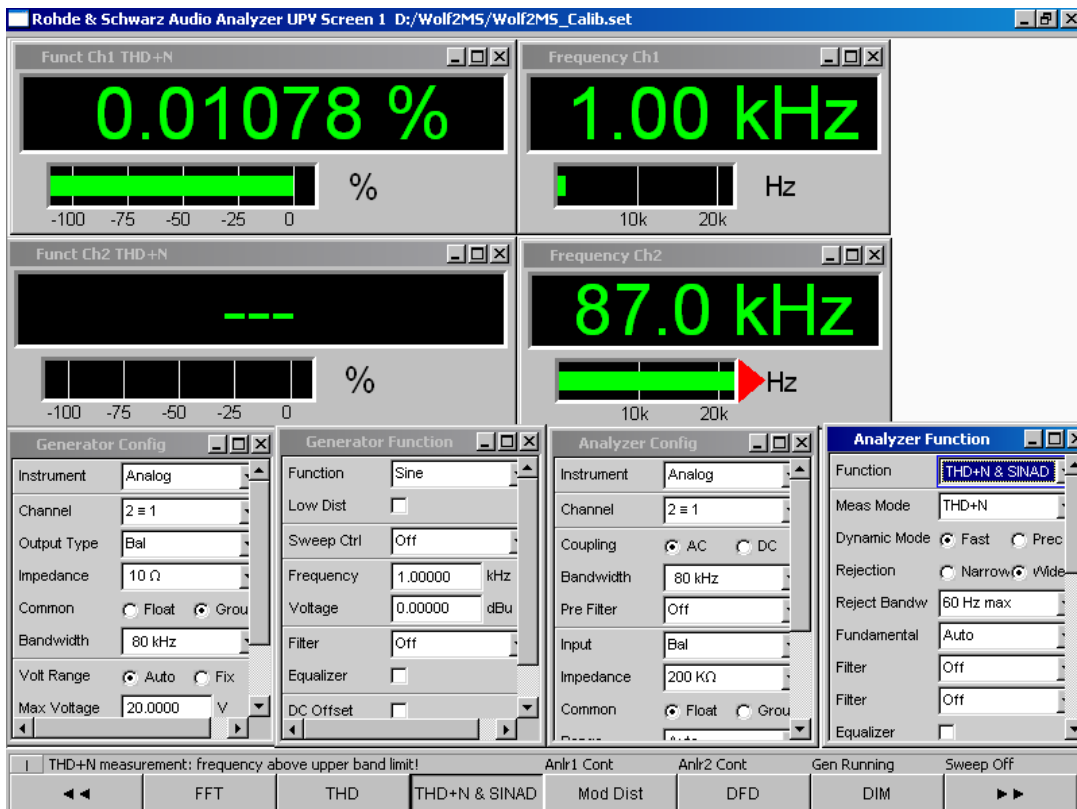 Rohde & Schwarz Audio Analyzer UPV Screen 1 D:/Wolf2MS/Wolf2MS_Calib.set
Funct Ch1 THD+N
0.01078 %
%
-100 -75 -50 -25 0
Frequency Ch1
1.00 kHz
Hz
10k 20k
Funct Ch2 THD+N
---
%
-100 -75 -50 -25 0
Frequency Ch2
87.0 kHz
Hz
10k 20k
Generator Config
Instrument Analog
Channel 2 ≡ 1
Output Type Bal
Impedance 10 Ω
Common Float Grou
Bandwidth 80 kHz
Volt Range Auto Fix
Max Voltage 20.0000 V
Generator Function
Function Sine
Low Dist
Sweep Ctrl Off
Frequency 1.00000 kHz
Voltage 0.00000 dBu
Filter Off
Equalizer
DC Offset
Analyzer Config
Instrument Analog
Channel 2 ≡ 1
Coupling AC DC
Bandwidth 80 kHz
Pre Filter Off
Input Bal
Impedance 200 KΩ
Common Float Grou
Analyzer Function
Function THD+N & SINAD
Meas Mode THD+N
Dynamic Mode Fast Prec
Rejection Narrow Wide
Reject Bandw 60 Hz max
Fundamental Auto
Filter Off
Filter Off
Equalizer
THD+N measurement: frequency above upper band limit! Anlr1 Cont Anlr2 Cont Gen Running Sweep Off
FFT THD THD+N & SINAD Mod Dist DFD DIM